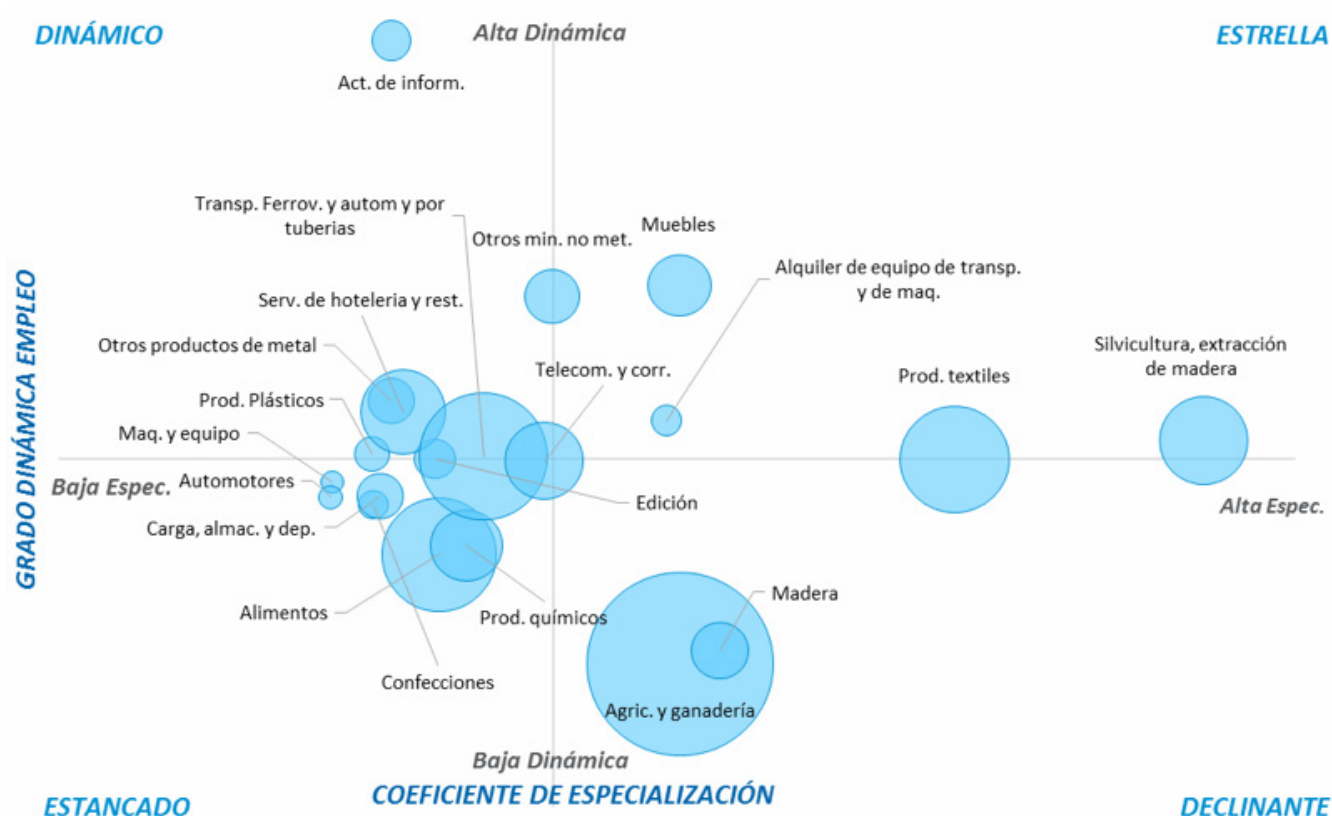 DINÁMICO
Alta Dinámica
ESTRELLA
Act. de inform.
Transp. Ferrov. y autom y por
tuberias
Otros min. no met.
Muebles
Alquiler de equipo de transp.
y de maq.
Serv. de hoteleria y rest.
Otros productos de metal
Silvicultura, extracción
de madera
Telecom. y corr.
Prod. textiles
Prod. Plásticos
Maq. y equipo
GRADO DINÁMICA EMPLEO
Baja Espec.
Automotores
Edición
Alta Espec.
Carga, almac. y dep.
Madera
Alimentos
Prod. químicos
Confecciones
Agric. y ganadería
Baja Dinámica
COEFICIENTE DE ESPECIALIZACIÓN
ESTANCADO
DECLINANTE